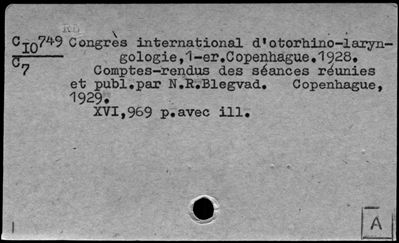 C10749 Congrès international d'otorhino-laryn-
C7 gologie,1-er.Copenhague.1928.
Comptes-rendus des séances réunies
et publ.par N.R.Blegvad. Copenhague,
1929.
XVI,969 p.avec ill.
A